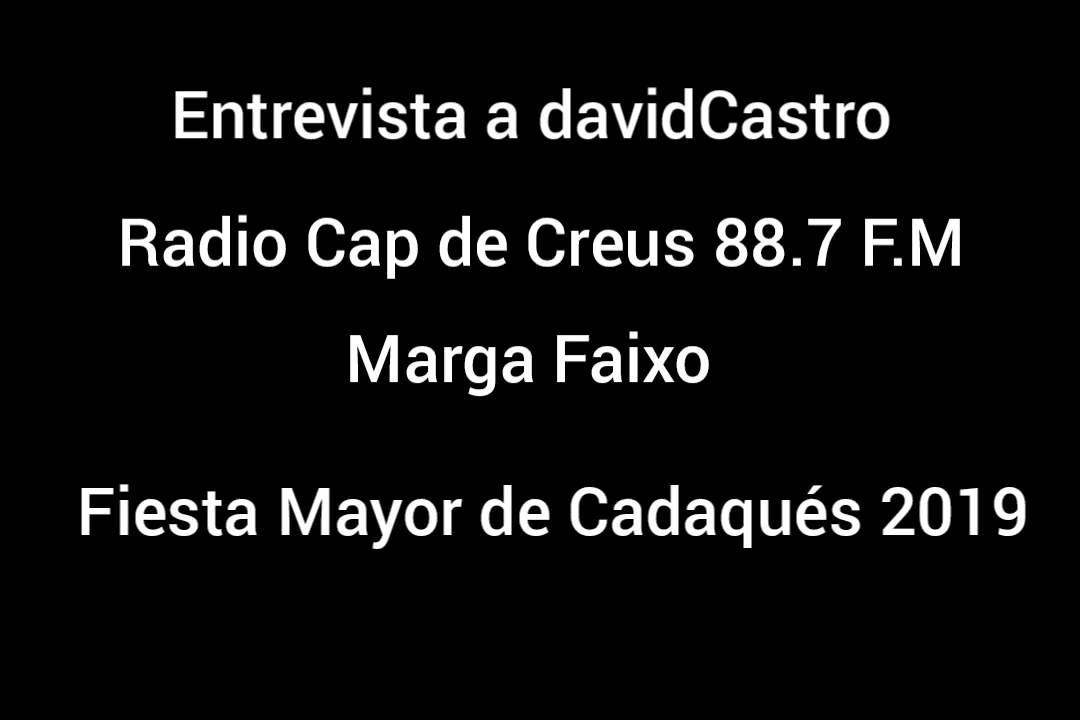 Entrevista a davidCastro
Radio Cap de Creus 88.7 F.M
Marga Faixo
Fiesta Mayor de Cadaqués 2019